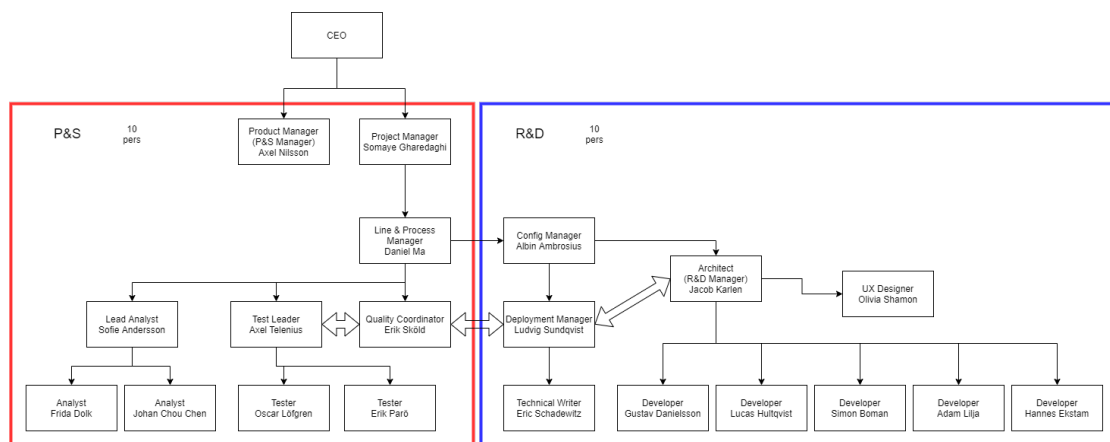 CEO
P&S
10
pers
R&D
10
pers
Product Manager
(P&S Manager)
Axel Nilsson
Project Manager
Somaye Gharedaghi
Line & Process
Manager
Daniel Ma
Config Manager
Albin Ambrosius
Architect
(R&D Manager)
Jacob Karlen
UX Designer
Olivia Shamon
Lead Analyst
Sofie Andersson
Test Leader
Axel Telenius
Quality Coordinator
Erik Sköld
Deployment Manager
Ludvig Sundqvist
Analyst
Frida Dolk
Analyst
Johan Chou Chen
Tester
Oscar Löfgren
Tester
Erik Parö
Technical Writer
Eric Schadewitz
Developer
Gustav Danielsson
Developer
Lucas Hultqvist
Developer
Simon Boman
Developer
Adam Lilja
Developer
Hannes Ekstam